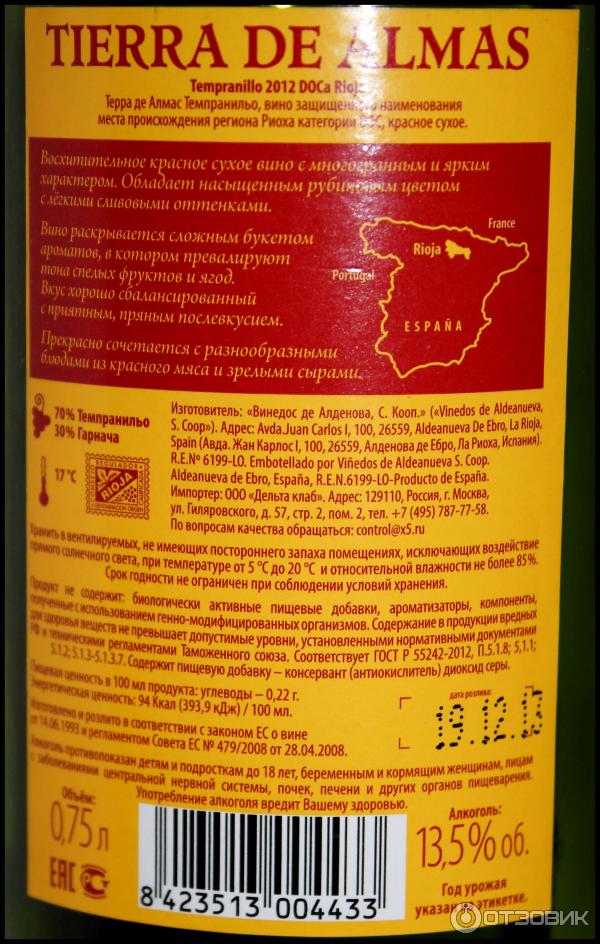 TIERRA DE ALMAS
Tempranillo 2012 DOCa Rioja
Терра де Алмас Темпранильо, вино защищенного наименования
места происхождения региона Риоха категории DOC, красное сухое.
Восхитительное красное сухое вино с многогранным и ярким
характером. Обладает насыщенным рубиновым цветом
с лёгкими сливовыми оттенками.
Вино раскрывается сложным букетом
ароматов, в котором превалируют
тона спелых фруктов и ягод.
Вкус хорошо сбалансированный
с приятным, пряным послевкусием.
Прекрасно сочетается с разнообразными
блюдами из красного мяса и зрелыми сырами.
France
Rioja
Portugal
ESPAÑA
70% Темпранильо
30% Гарнача
17 °C
REGULADOR
RIOJA
DENOMINACION ORIGEN
Изготовитель: «Винедос де Алденова, С. Кооп.» («Vinedos de Aldeanueva,
S. Coop»). Адрес: Avda.Juan Carlos I, 100, 26559, Aldeanueva De Ebro, La Rioja,
Spain (Авда. Жан Карлос I, 100, 26559, Алденова де Ебро, Ла Риоха, Испания).
R.E.Nº 6199-LO. Embotellado por Viñedos de Aldeanueva S. Coop.
Aldeanueva de Ebro, España, R.E.N.6199-LO-Producto de España.
Импортер: ООО «Дельта клаб». Адрес: 129110, Россия, г. Москва,
ул. Гиляровского, д. 57, стр. 2, пом. 2, тел. +7 (495) 787-77-58.
По вопросам качества обращаться: control@x5.ru
Хранить в вентилируемых, не имеющих постороннего запаха помещениях, исключающих воздействие
прямого солнечного света, при температуре от 5 °C до 20 °C и относительной влажности не более 85%.
Срок годности не ограничен при соблюдении условий хранения.
Продукт не содержит: биологически активные пищевые добавки, ароматизаторы, компоненты,
полученные с использованием генно-модифицированных организмов. Содержание в продукции вредных
для здоровья веществ не превышает допустимые уровни, установленными нормативными документами
РФ и техническими регламентами Таможенного союза. Соответствует ГОСТ Р 55242-2012, П.5.1.8; 5,1.1;
5.1.2; 5.1.3-5.1.3.7. Содержит пищевую добавку – консервант (антиокислитель) диоксид серы.
Пищевая ценность в 100 мл продукта: углеводы – 0,22 г.
Энергетическая ценность: 94 Ккал (393,9 кДж) / 100 мл.
Изготовлено и розлито в соответствии с законом ЕС о вине
от 14.06.1993 и регламентом Совета ЕС № 479/2008 от 28.04.2008.
дата розлива:
19.12.13
Алкоголь противопоказан детям и подросткам до 18 лет, беременным и кормящим женщинам, лицам
с заболеваниями центральной нервной системы, почек, печени и других органов пищеварения.
Употребление алкоголя вредит Вашему здоровью.
Объём:
0,75 л
EAC
8 423513 004433
Алкоголь:
13,5% об.
Год урожая
указан на этикетке.
ОТЗОВИК